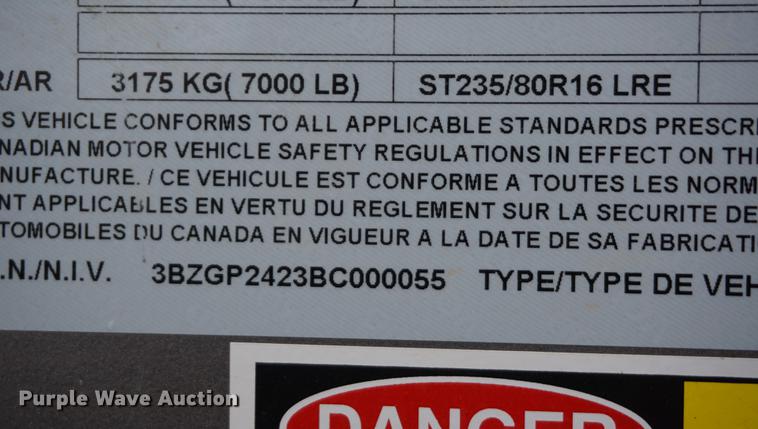 R/AR 3175 KG( 7000 LB) ST235/80R16 LRE
S VEHICLE CONFORMS TO ALL APPLICABLE STANDARDS PRESCR
NADIAN MOTOR VEHICLE SAFETY REGULATIONS IN EFFECT ON THE
NUFACTURE. / CE VEHICULE EST CONFORME A TOUTES LES NORM
NT APPLICABLES EN VERTU DU REGLEMENT SUR LA SECURITE DE
TOMOBILES DU CANADA EN VIGUEUR A LA DATE DE SA FABRICATI
.N./N.I.V. 3BZGP2423BC000055 TYPE/TYPE DE VEH
DANGER
Purple Wave Auction